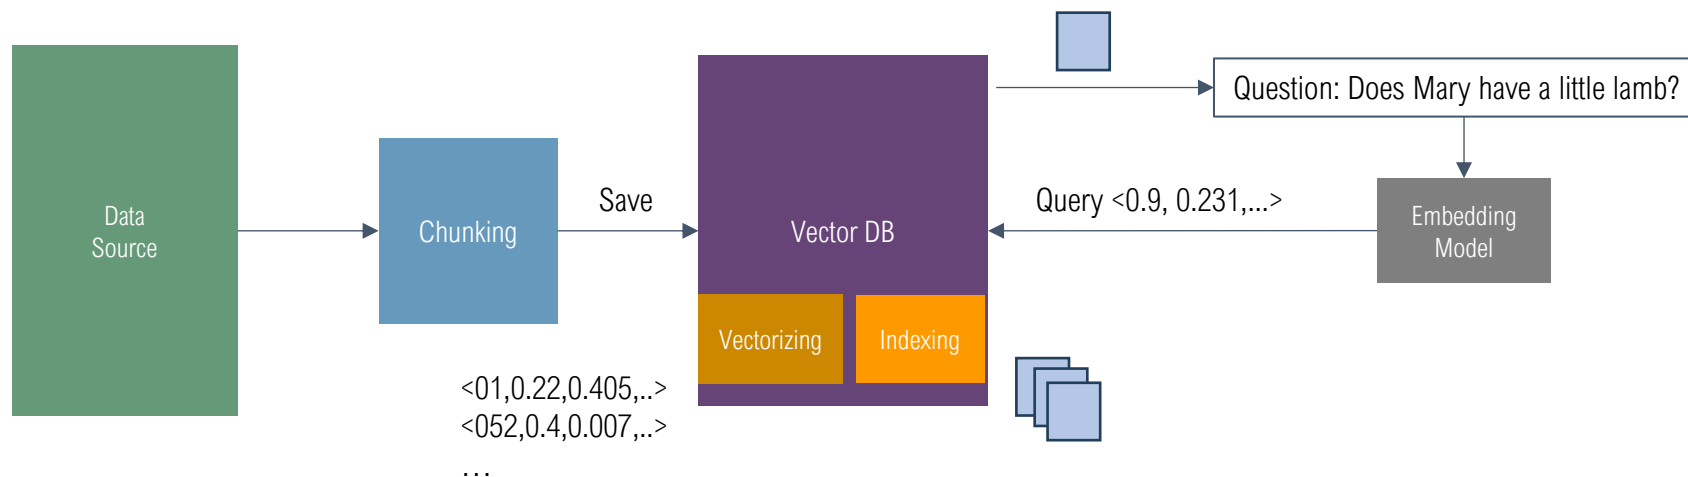 Question: Does Mary have a little lamb?
Data
Source
Chunking
Save
Vector DB
Query <0.9, 0.231,...>
Embedding
Model
Vectorizing
Indexing
<01,0.22,0.405,..>
<052,0.4,0.007,..>
...